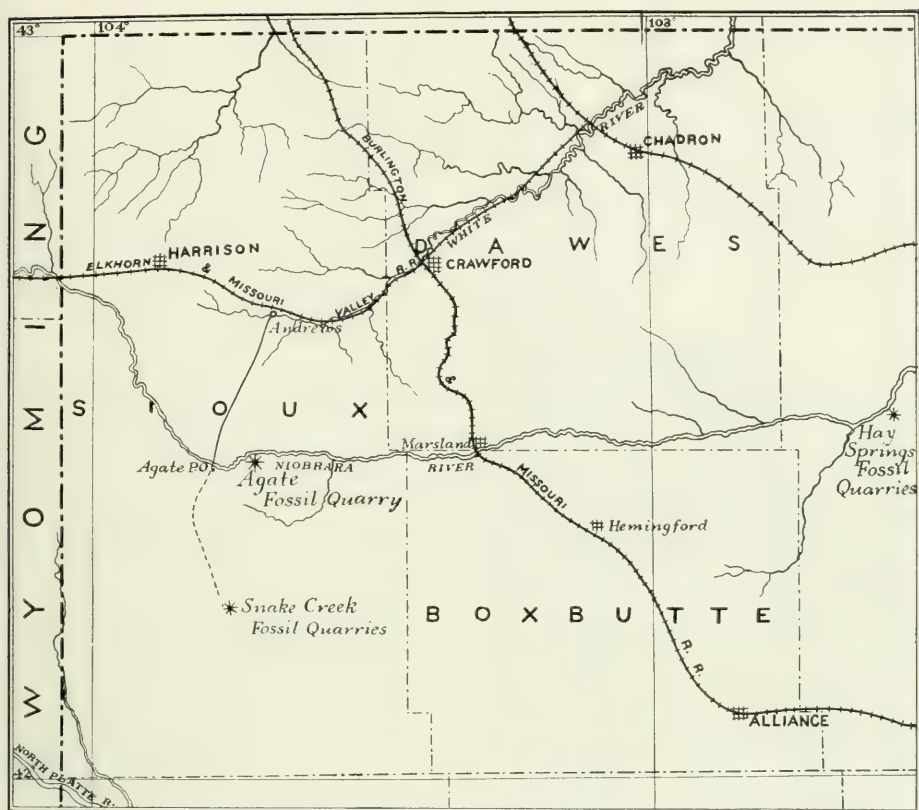 43°
104°
103°
WYOMING
BURLINGTON
RIVER
CHADRON
WHITE
DAWES
ELKHORN
HARRISON
R.R.
CRAWFORD
&
MISSOURI
VALLEY
Andrews
&
SIOUX
Marsland
Hay
Springs
Fossil
Quarries
Agate PO
NIOBRARA
RIVER
Agate
Fossil Quarry
MISSOURI
Hemingford
Snake Creek
Fossil Quarries
BOXBUTTE
R. R.
ALLIANCE
NORTH PLATTE R.
42°